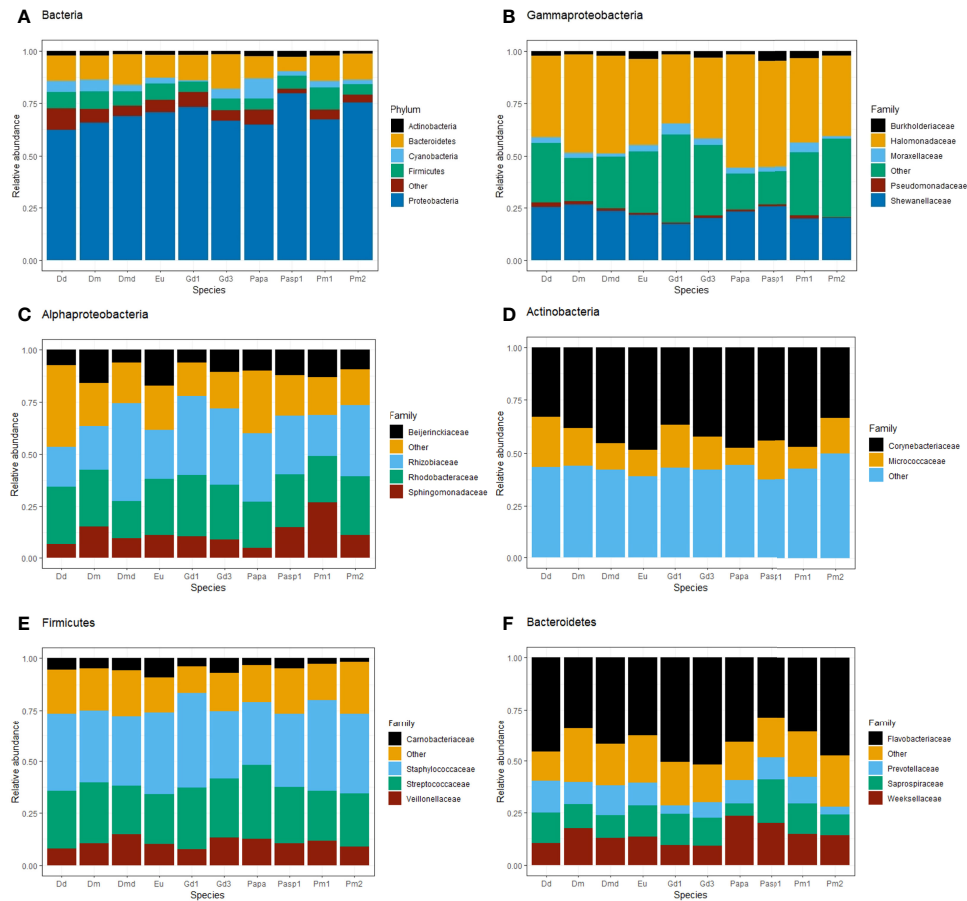 A Bacteria
1.00
0.75
0.50
0.25
0.00
Relative abundance
Dd Dm Dmd Eu Gd1 Gd3 Papa Pasp1 Pm1 Pm2
Species
Phylum
Actinobacteria
Bacteroidetes
Cyanobacteria
Firmicutes
Other
Proteobacteria
B Gammaproteobacteria
1.00
0.75
0.50
0.25
0.00
Relative abundance
Dd Dm Dmd Eu Gd1 Gd3 Papa Pasp1 Pm1 Pm2
Species
Family
Burkholderiaceae
Halomonadaceae
Moraxellaceae
Other
Pseudomonadaceae
Shewanellaceae
C Alphaproteobacteria
1.00
0.75
0.50
0.25
0.00
Relative abundance
Dd Dm Dmd Eu Gd1 Gd3 Papa Pasp1 Pm1 Pm2
Species
Family
Beijerinckiaceae
Other
Rhizobiaceae
Rhodobacteraceae
Sphingomonadaceae
D Actinobacteria
1.00
0.75
0.50
0.25
0.00
Relative abundance
Dd Dm Dmd Eu Gd1 Gd3 Papa Pasp1 Pm1 Pm2
Species
Family
Corynebacteriaceae
Micrococcaceae
Other
E Firmicutes
1.00
0.75
0.50
0.25
0.00
Relative abundance
Dd Dm Dmd Eu Gd1 Gd3 Papa Pasp1 Pm1 Pm2
Species
Family
Carnobacteriaceae
Other
Staphylococcaceae
Streptococcaceae
Veillonellaceae
F Bacteroidetes
1.00
0.75
0.50
0.25
0.00
Relative abundance
Dd Dm Dmd Eu Gd1 Gd3 Papa Pasp1 Pm1 Pm2
Species
Family
Flavobacteriaceae
Other
Prevotellaceae
Saprospiraceae
Weeksellaceae